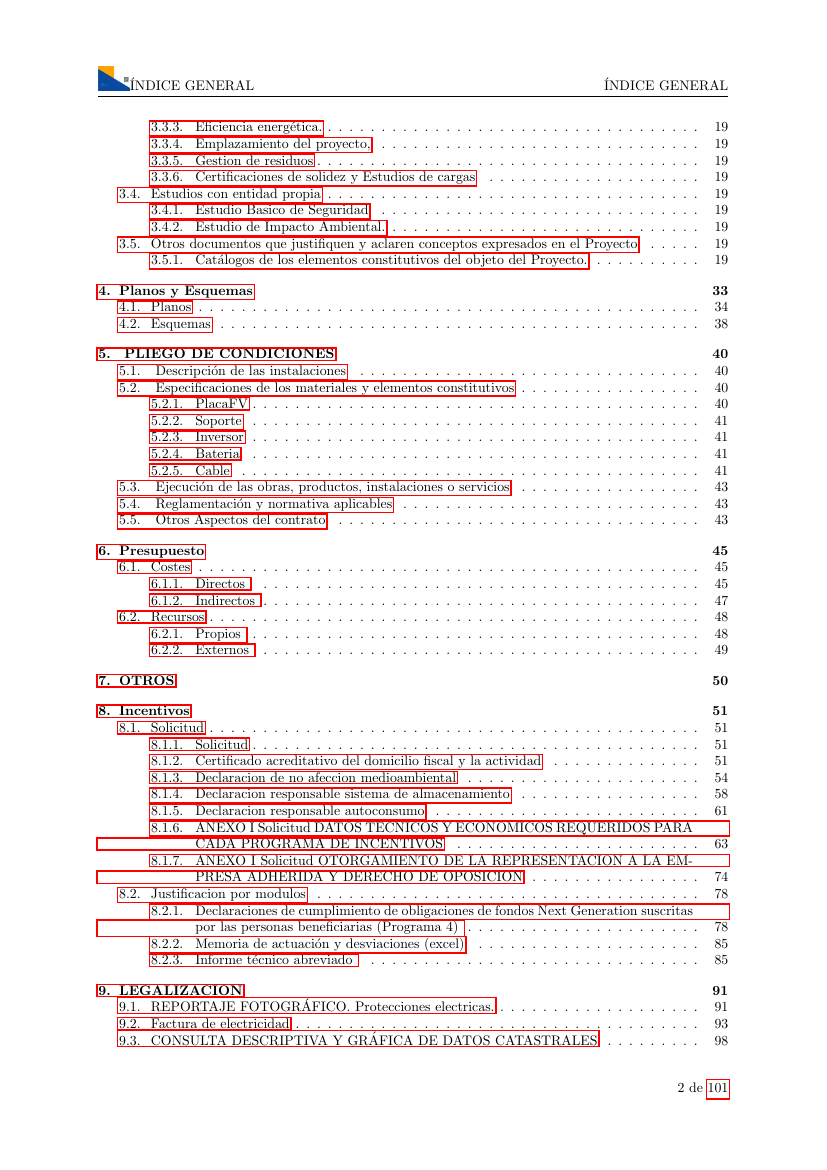 ÍNDICE GENERAL ÍNDICE GENERAL
3.3.3. Eficiencia energética. . . . . . . . . . . . . . . . . . . . . . . . . . . . . . . . . . . . 19
3.3.4. Emplazamiento del proyecto, . . . . . . . . . . . . . . . . . . . . . . . . . . . . . . 19
3.3.5. Gestion de residuos . . . . . . . . . . . . . . . . . . . . . . . . . . . . . . . . . . . . 19
3.3.6. Certificaciones de solidez y Estudios de cargas . . . . . . . . . . . . . . . . . . . . 19
3.4. Estudios con entidad propia . . . . . . . . . . . . . . . . . . . . . . . . . . . . . . . . . . . 19
3.4.1. Estudio Basico de Seguridad . . . . . . . . . . . . . . . . . . . . . . . . . . . . . . 19
3.4.2. Estudio de Impacto Ambiental. . . . . . . . . . . . . . . . . . . . . . . . . . . . . . 19
3.5. Otros documentos que justifiquen y aclaren conceptos expresados en el Proyecto . . . . . 19
3.5.1. Catálogos de los elementos constitutivos del objeto del Proyecto. . . . . . . . . . . 19
4. Planos y Esquemas 33
4.1. Planos . . . . . . . . . . . . . . . . . . . . . . . . . . . . . . . . . . . . . . . . . . . . . . . 34
4.2. Esquemas . . . . . . . . . . . . . . . . . . . . . . . . . . . . . . . . . . . . . . . . . . . . . 38
5. PLIEGO DE CONDICIONES 40
5.1. Descripción de las instalaciones . . . . . . . . . . . . . . . . . . . . . . . . . . . . . . . . 40
5.2. Especificaciones de los materiales y elementos constitutivos . . . . . . . . . . . . . . . . . 40
5.2.1. PlacaFV . . . . . . . . . . . . . . . . . . . . . . . . . . . . . . . . . . . . . . . . . . 40
5.2.2. Soporte . . . . . . . . . . . . . . . . . . . . . . . . . . . . . . . . . . . . . . . . . . 41
5.2.3. Inversor . . . . . . . . . . . . . . . . . . . . . . . . . . . . . . . . . . . . . . . . . . 41
5.2.4. Bateria . . . . . . . . . . . . . . . . . . . . . . . . . . . . . . . . . . . . . . . . . . 41
5.2.5. Cable . . . . . . . . . . . . . . . . . . . . . . . . . . . . . . . . . . . . . . . . . . . 41
5.3. Ejecución de las obras, productos, instalaciones o servicios . . . . . . . . . . . . . . . . . 43
5.4. Reglamentación y normativa aplicables . . . . . . . . . . . . . . . . . . . . . . . . . . . . 43
5.5. Otros Aspectos del contrato . . . . . . . . . . . . . . . . . . . . . . . . . . . . . . . . . . 43
6. Presupuesto 45
6.1. Costes . . . . . . . . . . . . . . . . . . . . . . . . . . . . . . . . . . . . . . . . . . . . . . . 45
6.1.1. Directos . . . . . . . . . . . . . . . . . . . . . . . . . . . . . . . . . . . . . . . . . 45
6.1.2. Indirectos . . . . . . . . . . . . . . . . . . . . . . . . . . . . . . . . . . . . . . . . . 47
6.2. Recursos . . . . . . . . . . . . . . . . . . . . . . . . . . . . . . . . . . . . . . . . . . . . . . 48
6.2.1. Propios . . . . . . . . . . . . . . . . . . . . . . . . . . . . . . . . . . . . . . . . . . 48
6.2.2. Externos . . . . . . . . . . . . . . . . . . . . . . . . . . . . . . . . . . . . . . . . . 49
7. OTROS 50
8. Incentivos 51
8.1. Solicitud . . . . . . . . . . . . . . . . . . . . . . . . . . . . . . . . . . . . . . . . . . . . . . 51
8.1.1. Solicitud . . . . . . . . . . . . . . . . . . . . . . . . . . . . . . . . . . . . . . . . . . 51
8.1.2. Certificado acreditativo del domicilio fiscal y la actividad . . . . . . . . . . . . . . . 51
8.1.3. Declaracion de no afeccion medioambiental . . . . . . . . . . . . . . . . . . . . . . 54
8.1.4. Declaracion responsable sistema de almacenamiento . . . . . . . . . . . . . . . . . 58
8.1.5. Declaracion responsable autoconsumo . . . . . . . . . . . . . . . . . . . . . . . . . 61
8.1.6. ANEXO I Solicitud DATOS TECNICOS Y ECONOMICOS REQUERIDOS PARA
CADA PROGRAMA DE INCENTIVOS . . . . . . . . . . . . . . . . . . . . . . . 63
8.1.7. ANEXO I Solicitud OTORGAMIENTO DE LA REPRESENTACION A LA EM-
PRESA ADHERIDA Y DERECHO DE OPOSICION . . . . . . . . . . . . . . . . 74
8.2. Justificacion por modulos . . . . . . . . . . . . . . . . . . . . . . . . . . . . . . . . . . . . 78
8.2.1. Declaraciones de cumplimiento de obligaciones de fondos Next Generation suscritas
por las personas beneficiarias (Programa 4) . . . . . . . . . . . . . . . . . . . . . . 78
8.2.2. Memoria de actuación y desviaciones (excel) . . . . . . . . . . . . . . . . . . . . . 85
8.2.3. Informe técnico abreviado . . . . . . . . . . . . . . . . . . . . . . . . . . . . . . . . 85
9. LEGALIZACION 91
9.1. REPORTAJE FOTOGRÁFICO. Protecciones electricas. . . . . . . . . . . . . . . . . . . . 91
9.2. Factura de electricidad . . . . . . . . . . . . . . . . . . . . . . . . . . . . . . . . . . . . . . 93
9.3. CONSULTA DESCRIPTIVA Y GRÁFICA DE DATOS CATASTRALES . . . . . . . . . 98
2 de 101